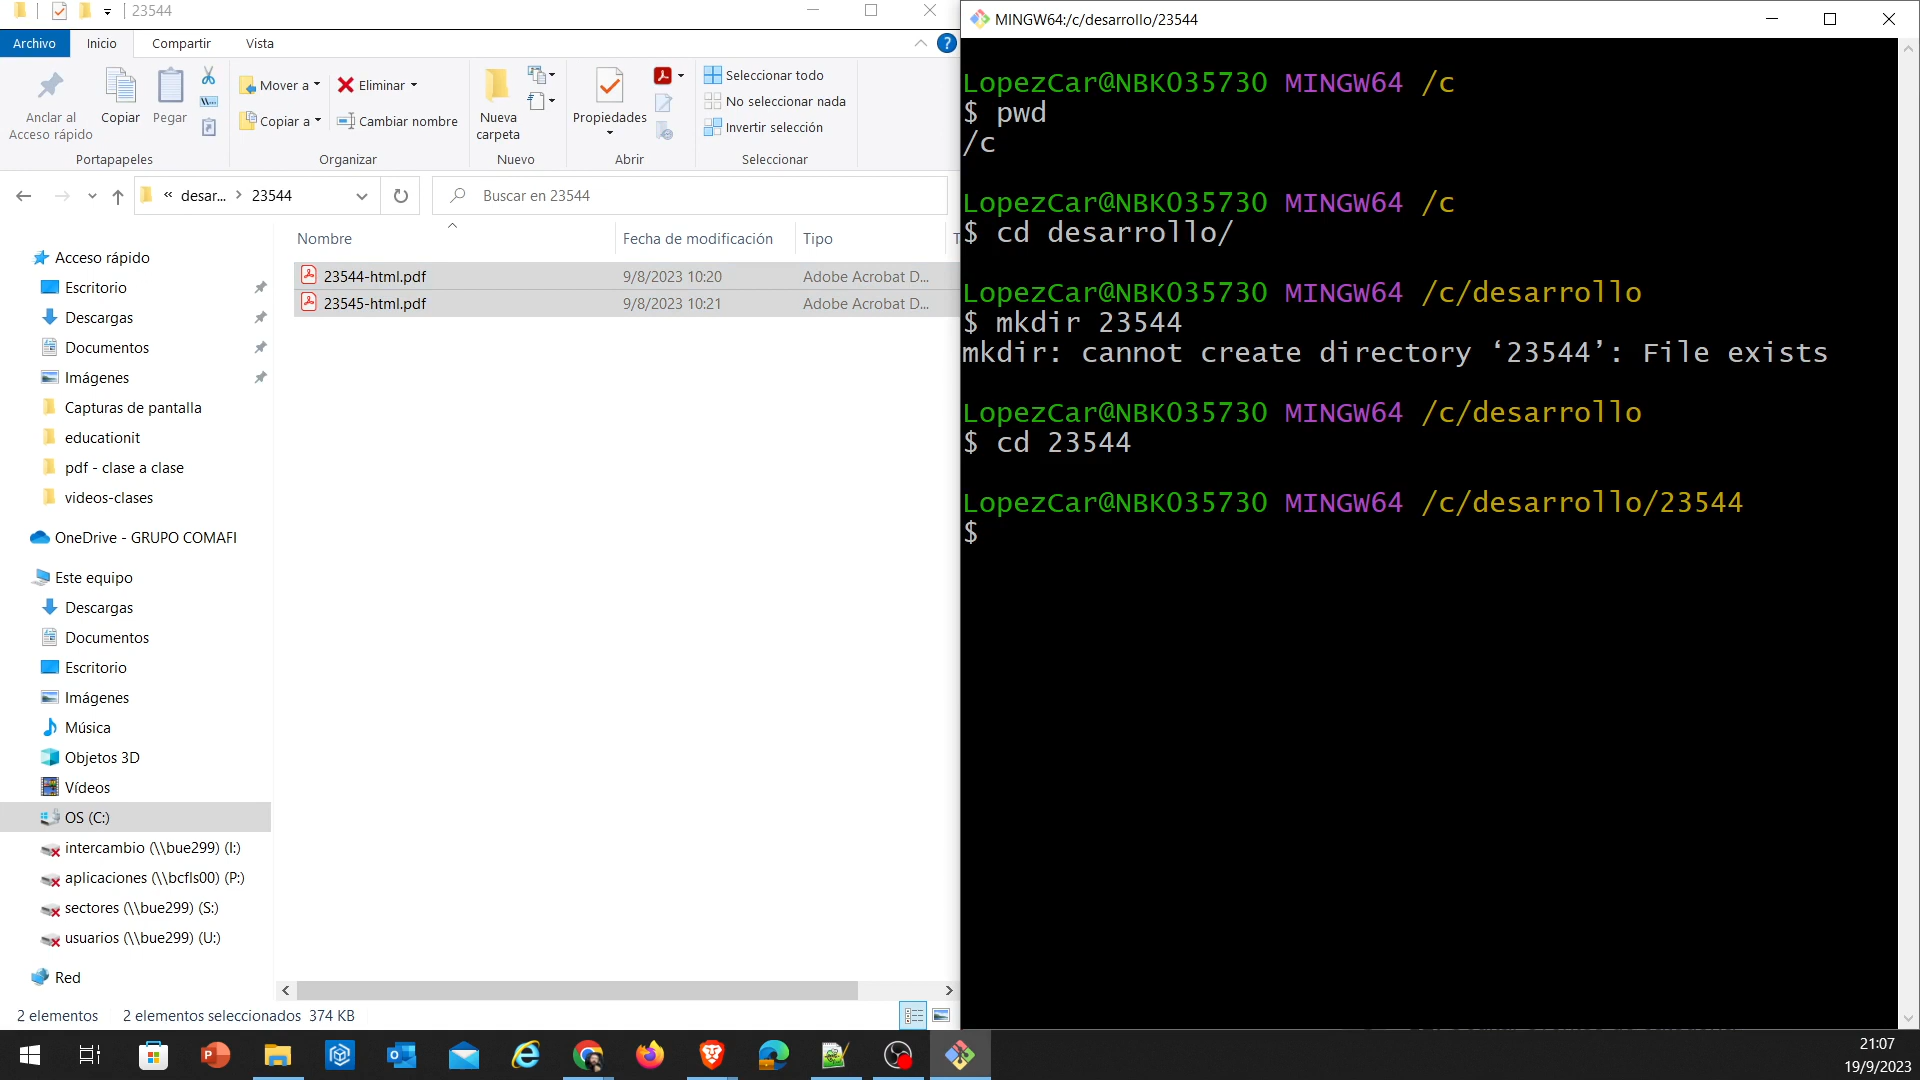 23544
Archivo
Inicio
Compartir
Vista
Anclar al
Acceso rápido
Copiar
Pegar
Portapapeles
Mover a
Copiar a
Eliminar
Cambiar nombre
Organizar
Nueva
carpeta
Nuevo
Propiedades
Abrir
Seleccionar todo
No seleccionar nada
Invertir selección
Seleccionar
« desar... > 23544
Buscar en 23544
Nombre
Fecha de modificación
Tipo
T
23544-html.pdf 9/8/2023 10:20 Adobe Acrobat D...
23545-html.pdf 9/8/2023 10:21 Adobe Acrobat D...
Acceso rápido
Escritorio
Descargas
Documentos
Imágenes
Capturas de pantalla
educationit
pdf - clase a clase
videos-clases
OneDrive - GRUPO COMAFI
Este equipo
Descargas
Documentos
Escritorio
Imágenes
Música
Objetos 3D
Vídeos
OS (C:)
intercambio (\\bue299) (I:)
aplicaciones (\\bcfls00) (P:)
sectores (\\bue299) (S:)
usuarios (\\bue299) (U:)
Red
2 elementos 2 elementos seleccionados 374 KB
MINGW64:/c/desarrollo/23544
LopezCar@NBK035730 MINGW64 /c
$ pwd
/c
LopezCar@NBK035730 MINGW64 /c
$ cd desarrollo/
LopezCar@NBK035730 MINGW64 /c/desarrollo
$ mkdir 23544
mkdir: cannot create directory ‘23544’: File exists
LopezCar@NBK035730 MINGW64 /c/desarrollo
$ cd 23544
LopezCar@NBK035730 MINGW64 /c/desarrollo/23544
$
21:07
19/9/2023